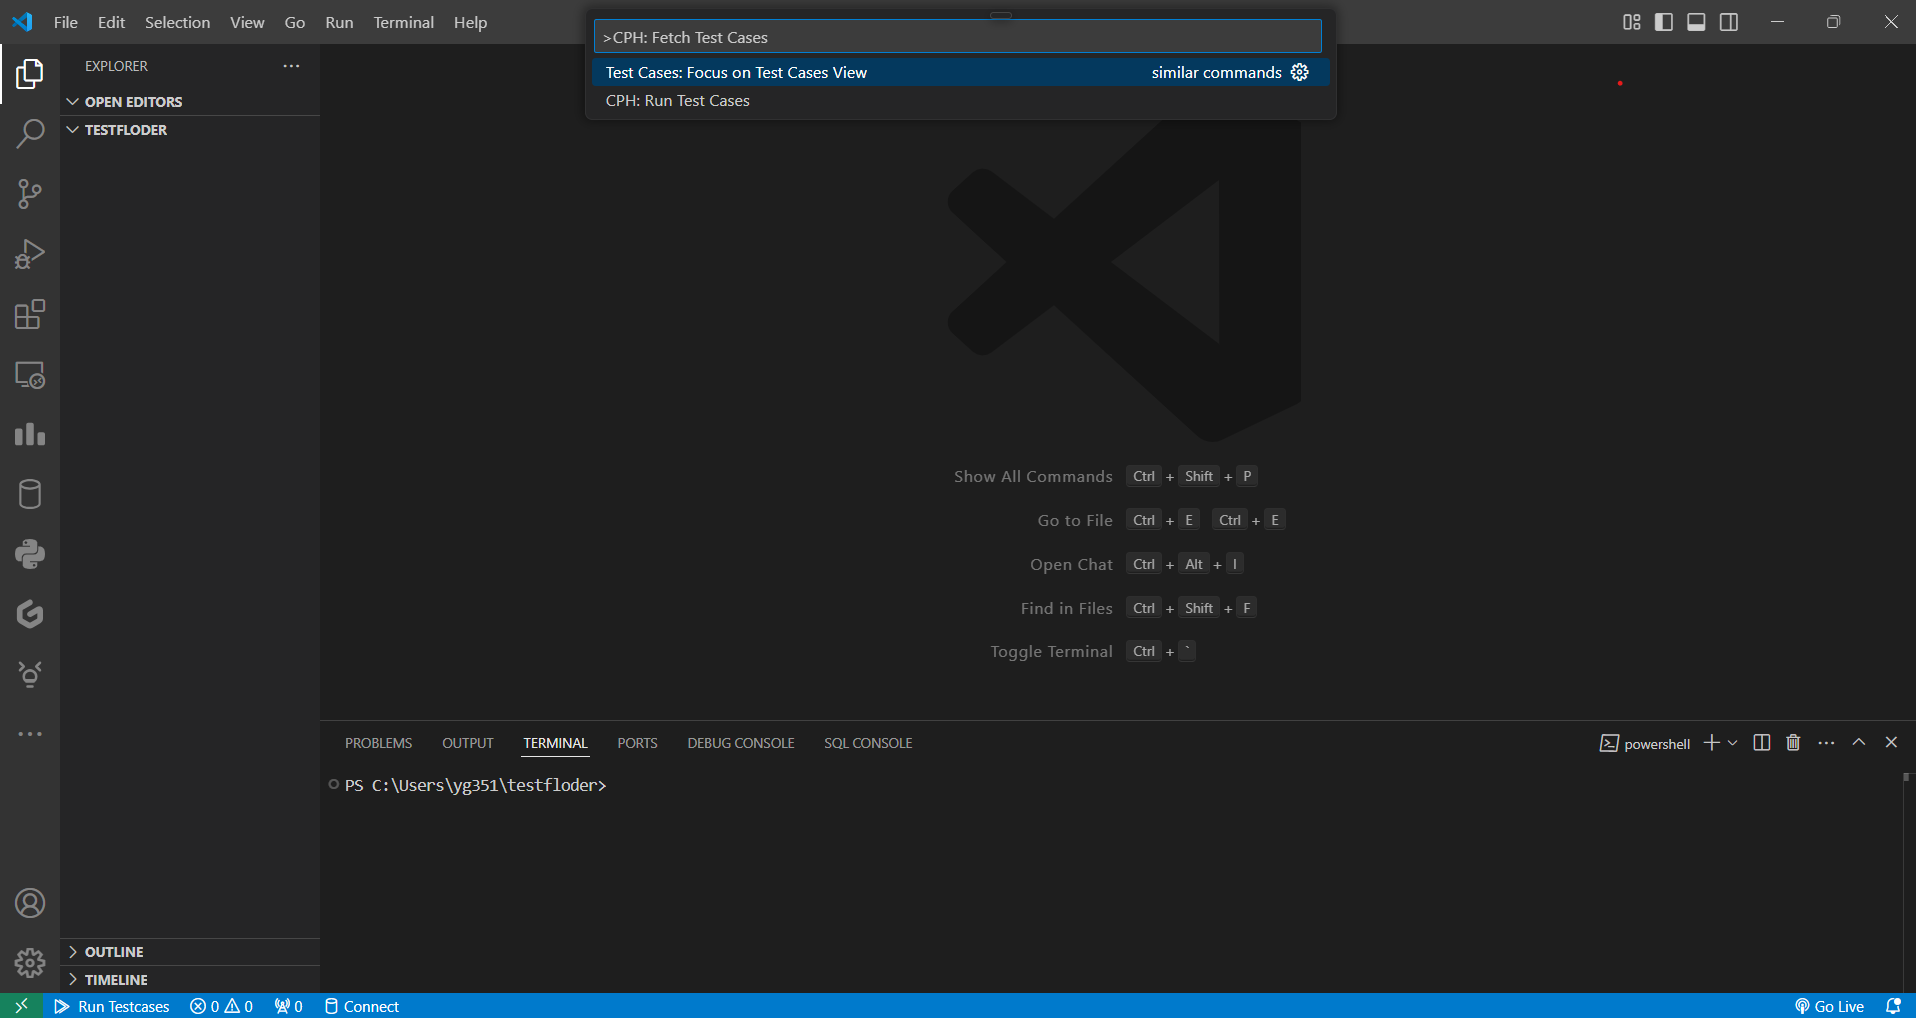 File Edit Selection View Go Run Terminal Help
>CPH: Fetch Test Cases
Test Cases: Focus on Test Cases View similar commands
CPH: Run Test Cases
EXPLORER
OPEN EDITORS
TESTFLODER
Show All Commands Ctrl + Shift + P
Go to File Ctrl + E Ctrl + E
Open Chat Ctrl + Alt + I
Find in Files Ctrl + Shift + F
Toggle Terminal Ctrl + `
PROBLEMS OUTPUT TERMINAL PORTS DEBUG CONSOLE SQL CONSOLE powershell
PS C:\Users\yg351\testfloder>
OUTLINE
TIMELINE
Run Testcases 0 0 0 Connect Go Live